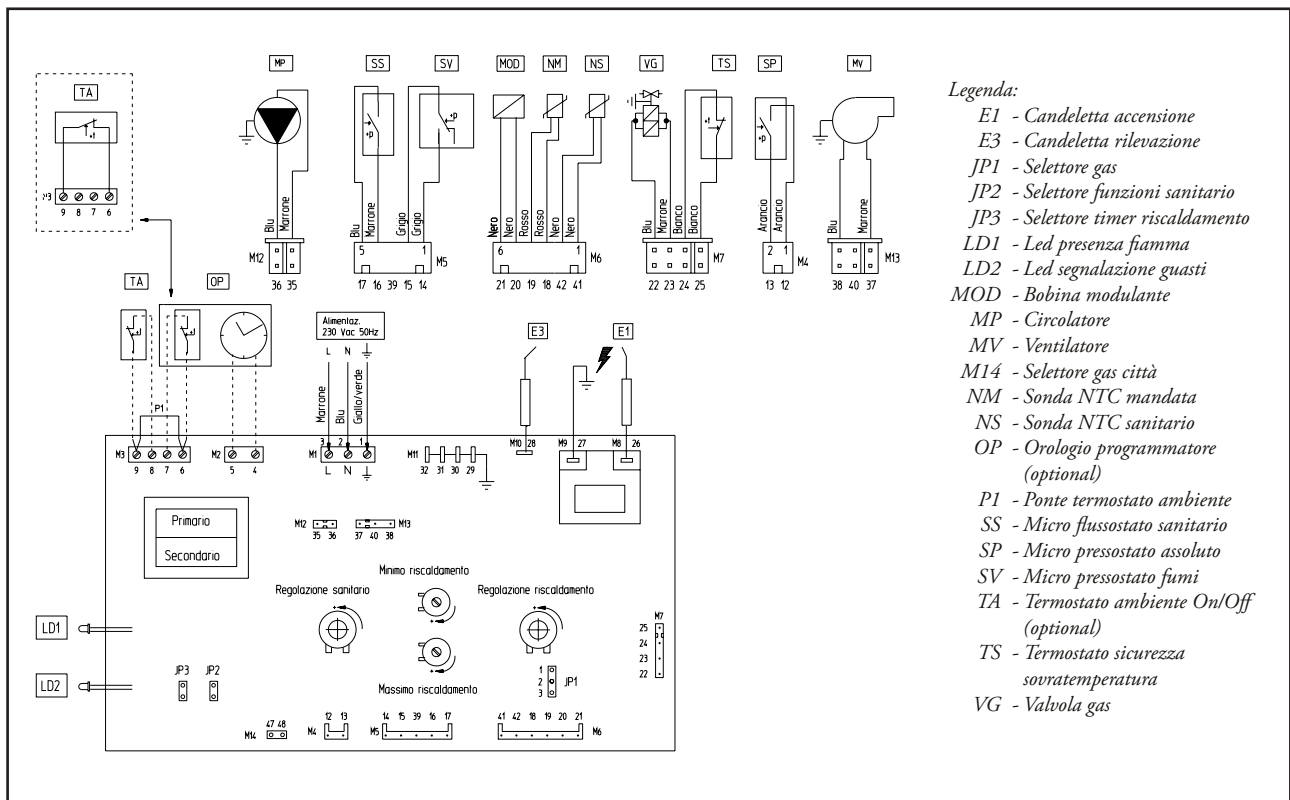 MP
SS
SV
MOD
NM
NS
VG
TS
SP
MV
TA
M3
9 8 7 6
+p
+p
+t
+p
Blu
Marrone
Blu
Marrone
Grigio
Grigio
Nero
Nero
Rosso
Rosso
Nero
Nero
Blu
Marrone
Bianco
Bianco
Arancio
Arancio
Blu
Marrone
M12
36 35
5 1
M5
17 16 39 15 14
6 1
M6
21 20 19 18 42 41
M7
22 23 24 25
2 1
M4
13 12
M13
38 40 37
TA
OP
Alimentaz.
230 Vac 50Hz
L N
Marrone
Blu
Giallo/verde
E3
E1
P1
M3
9 8 7 6
M2
5 4
3 2 1
M1
L N
M11
32 31 30 29
M10 28
M9 27
M8 26
Primario
Secondario
M12
35 36
M13
37 40 38
Minimo riscaldamento
Regolazione sanitario
Regolazione riscaldamento
Massimo riscaldamento
M7
25
24
23
22
LD1
LD2
JP3 JP2
1
2
3
JP1
47 48
M14
12 13
M4
14 15 39 16 17
M5
41 42 18 19 20 21
M6
Legenda:
E1 - Candeletta accensione
E3 - Candeletta rilevazione
JP1 - Selettore gas
JP2 - Selettore funzioni sanitario
JP3 - Selettore timer riscaldamento
LD1 - Led presenza fiamma
LD2 - Led segnalazione guasti
MOD - Bobina modulante
MP - Circolatore
MV - Ventilatore
M14 - Selettore gas città
NM - Sonda NTC mandata
NS - Sonda NTC sanitario
OP - Orologio programmatore
(optional)
P1 - Ponte termostato ambiente
SS - Micro flussostato sanitario
SP - Micro pressostato assoluto
SV - Micro pressostato fumi
TA - Termostato ambiente On/Off
(optional)
TS - Termostato sicurezza
sovratemperatura
VG - Valvola gas